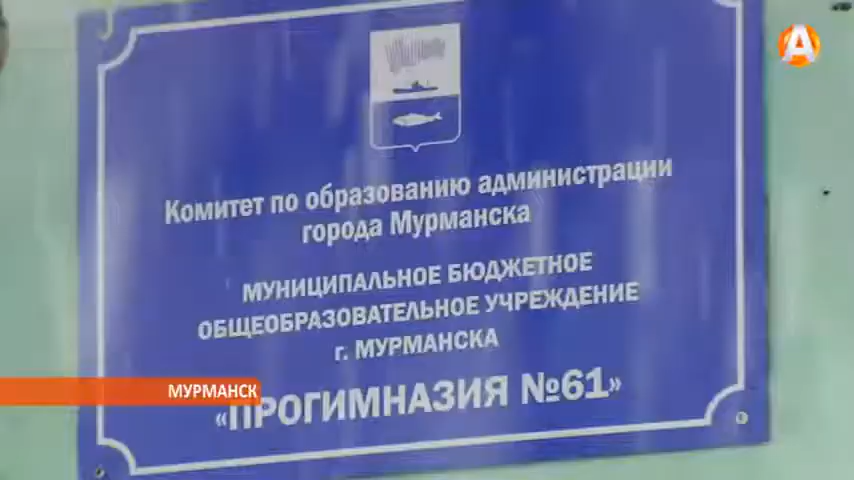 А
Комитет по образованию администрации
города Мурманска
МУНИЦИПАЛЬНОЕ БЮДЖЕТНОЕ
ОБЩЕОБРАЗОВАТЕЛЬНОЕ УЧРЕЖДЕНИЕ
г. МУРМАНСКА
«ПРОГИМНАЗИЯ №61»
МУРМАНСК